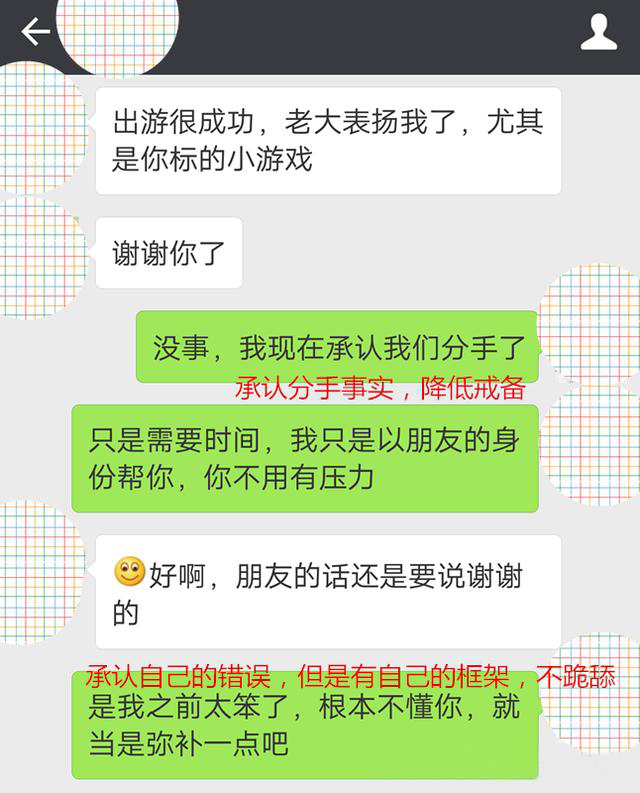 出游很成功，老大表扬我了，尤其
是你标的小游戏
谢谢你了
没事，我现在承认我们分手了
承认分手事实，降低戒备
只是需要时间，我只是以朋友的身
份帮你，你不用有压力
好啊，朋友的话还是要说谢谢
的
承认自己的错误，但是有自己的框架，不跪舔
是我之前太笨了，根本不懂你，就
当是弥补一点吧